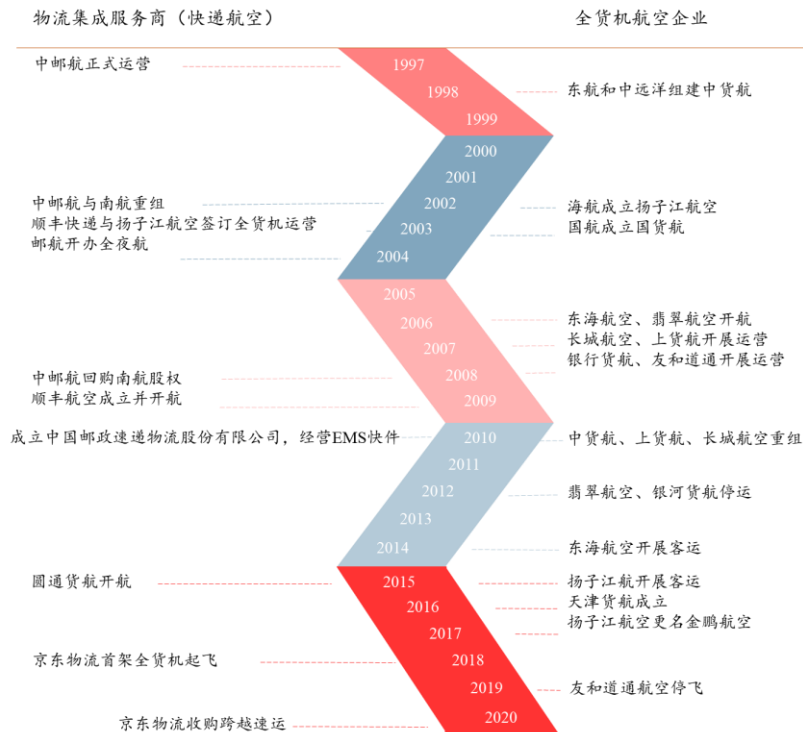 物流集成服务商（快递航空）
全货机航空企业
中邮航正式运营
1997
1998
东航和中远洋组建中货航
1999
2000
2001
中邮航与南航重组
2002
海航成立扬子江航空
顺丰快递与扬子江航空签订全货机运营
2003
国航成立国货航
邮航开办全夜航
2004
2005
2006
东海航空、翡翠航空开航
长城航空、上货航开展运营
2007
银行货航、友和道通开展运营
中邮航回购南航股权
2008
顺丰航空成立并开航
2009
成立中国邮政速递物流股份有限公司，经营EMS快件
2010
中货航、上货航、长城航空重组
2011
2012
翡翠航空、银河货航停运
2013
2014
东海航空开展客运
圆通货航开航
2015
扬子江航开展客运
2016
天津货航成立
2017
扬子江航空更名金鹏航空
京东物流首架全货机起飞
2018
2019
友和道通航空停飞
2020
京东物流收购跨越速运